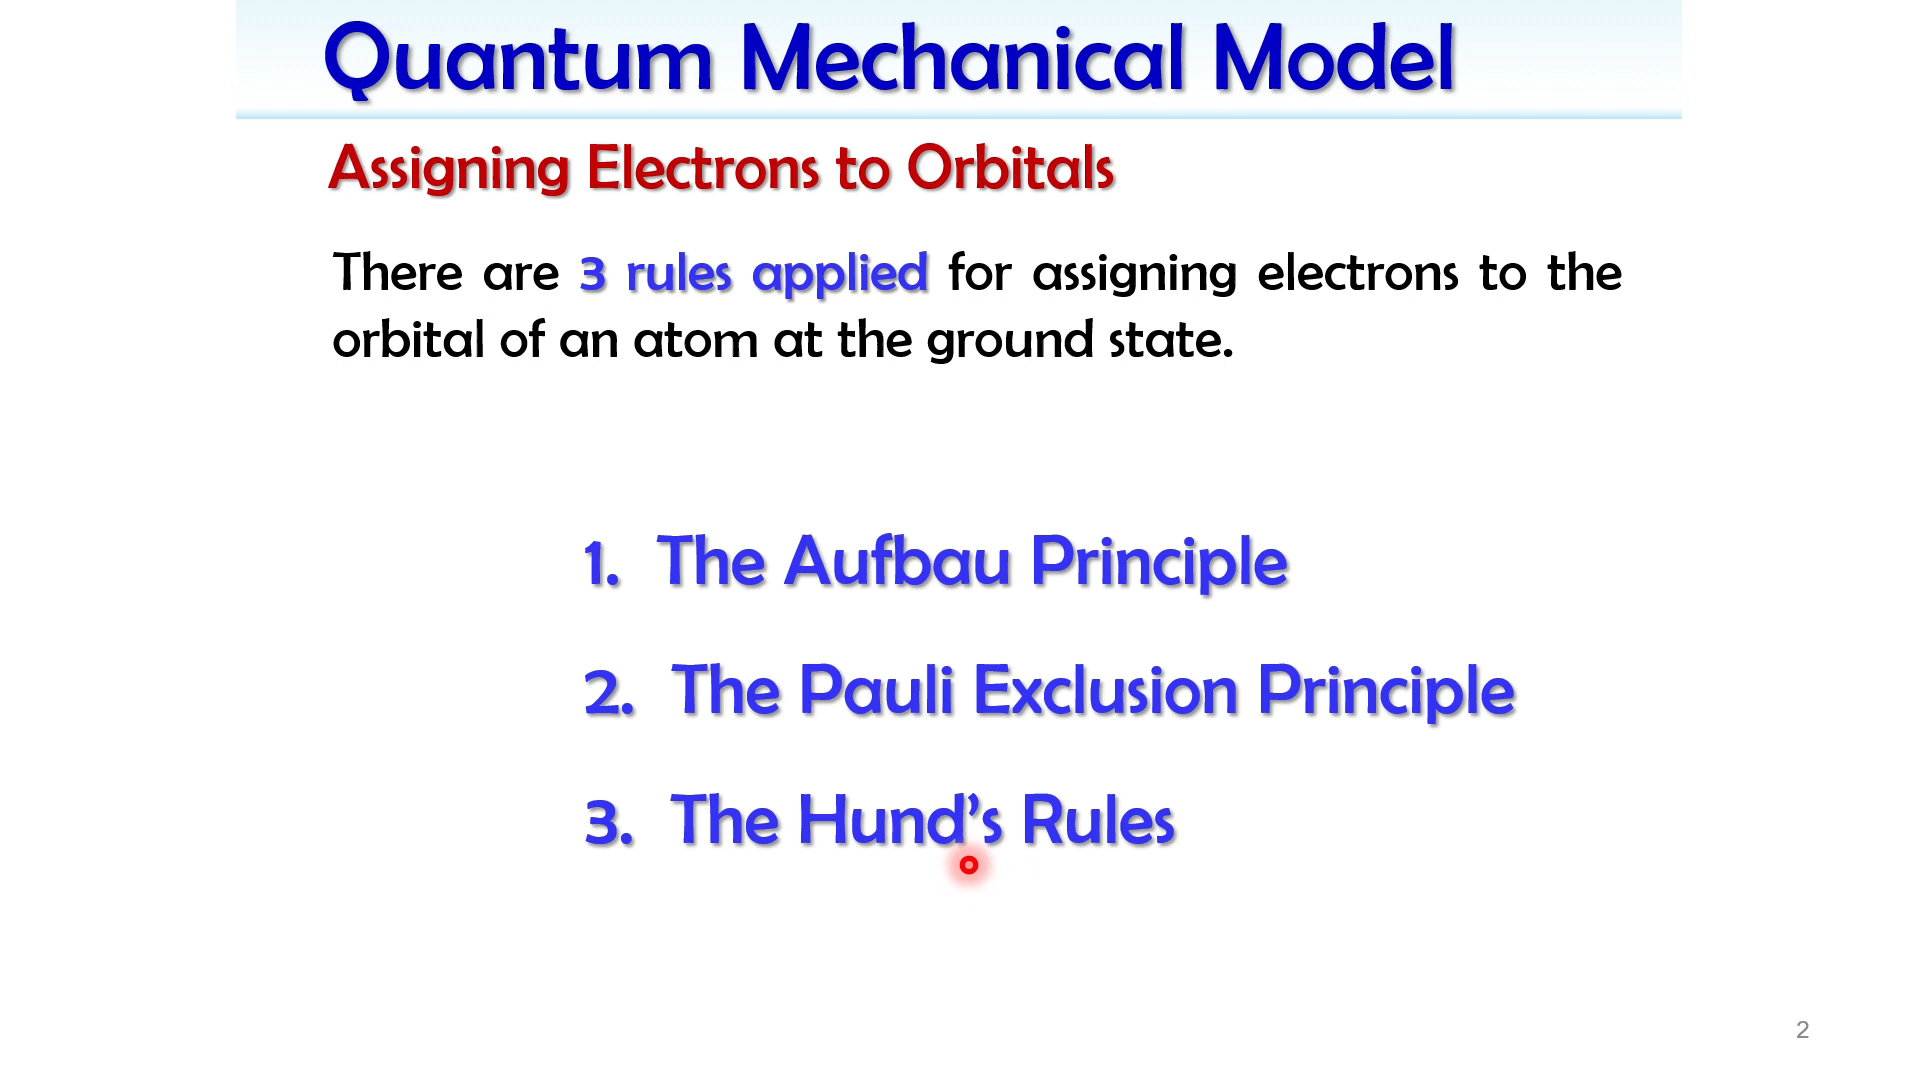 Quantum Mechanical Model
Assigning Electrons to Orbitals
There are 3 rules applied for assigning electrons to the
orbital of an atom at the ground state.
1. The Aufbau Principle
2. The Pauli Exclusion Principle
3. The Hund’s Rules
2